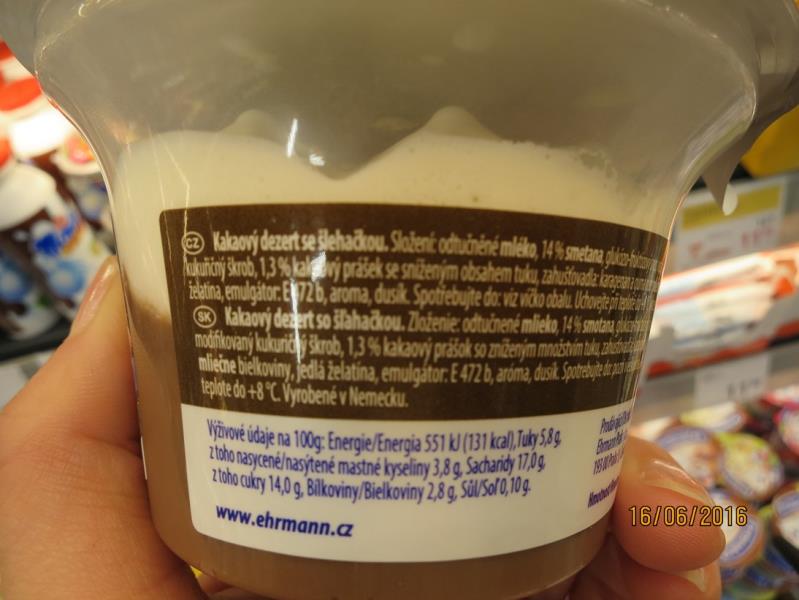 CZ Kakaový dezert se šlehačkou. Složení: odtučněné mléko, 14 % smetana,
kukuřičný škrob, 1,3 % kakaový prášek se sníženým obsahem tuku, zahušťovadla: karagenan
želatina, emulgátor: E 472 b, aroma, dusík. Spotřebujte do: viz víčko obalu. Uchovejte při teplotě
SK Kakaový dezert so šľahačkou. Zloženie: odtučnené mlieko, 14 % smotana,
modifikovaný kukuričný škrob, 1,3 % kakaový prášok so zníženým množstvím tuku,
mliečne bielkoviny, jedlá želatína, emulgátor: E 472 b, aróma, dusík. Spotrebujte do:
teplote do +8 °C. Vyrobené v Nemecku.
Výživové údaje na 100g: Energie/Energia 551 kJ (131 kcal), Tuky 5,8 g,
z toho nasycené/nasýtené mastné kyseliny 3,8 g, Sacharidy 17,0 g,
z toho cukry 14,0 g, Bílkoviny/Bielkoviny 2,8 g, Sůl/Soľ 0,10 g.
www.ehrmann.cz
Ehrmann
16/06/2016